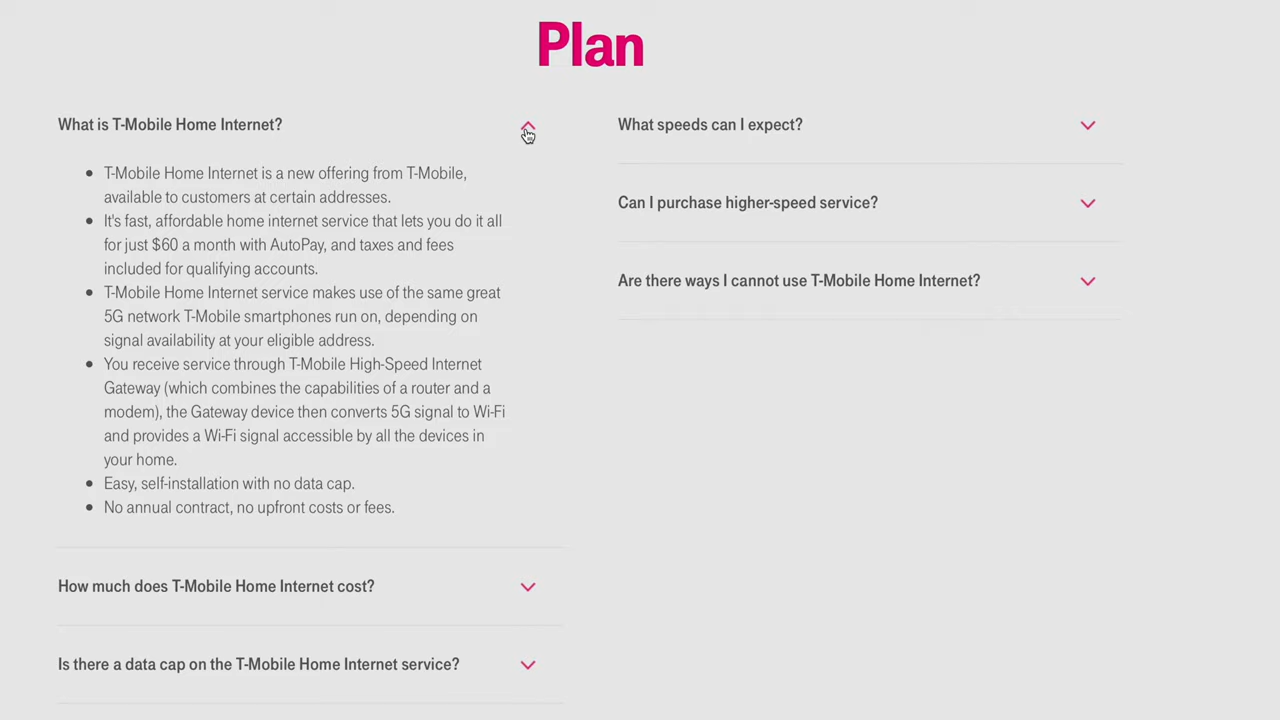 Plan
What is T-Mobile Home Internet?
T-Mobile Home Internet is a new offering from T-Mobile,
available to customers at certain addresses.
It's fast, affordable home internet service that lets you do it all
for just $60 a month with AutoPay, and taxes and fees
included for qualifying accounts.
T-Mobile Home Internet service makes use of the same great
5G network T-Mobile smartphones run on, depending on
signal availability at your eligible address.
You receive service through T-Mobile High-Speed Internet
Gateway (which combines the capabilities of a router and a
modem), the Gateway device then converts 5G signal to Wi-Fi
and provides a Wi-Fi signal accessible by all the devices in
your home.
Easy, self-installation with no data cap.
No annual contract, no upfront costs or fees.
How much does T-Mobile Home Internet cost?
Is there a data cap on the T-Mobile Home Internet service?
What speeds can I expect?
Can I purchase higher-speed service?
Are there ways I cannot use T-Mobile Home Internet?